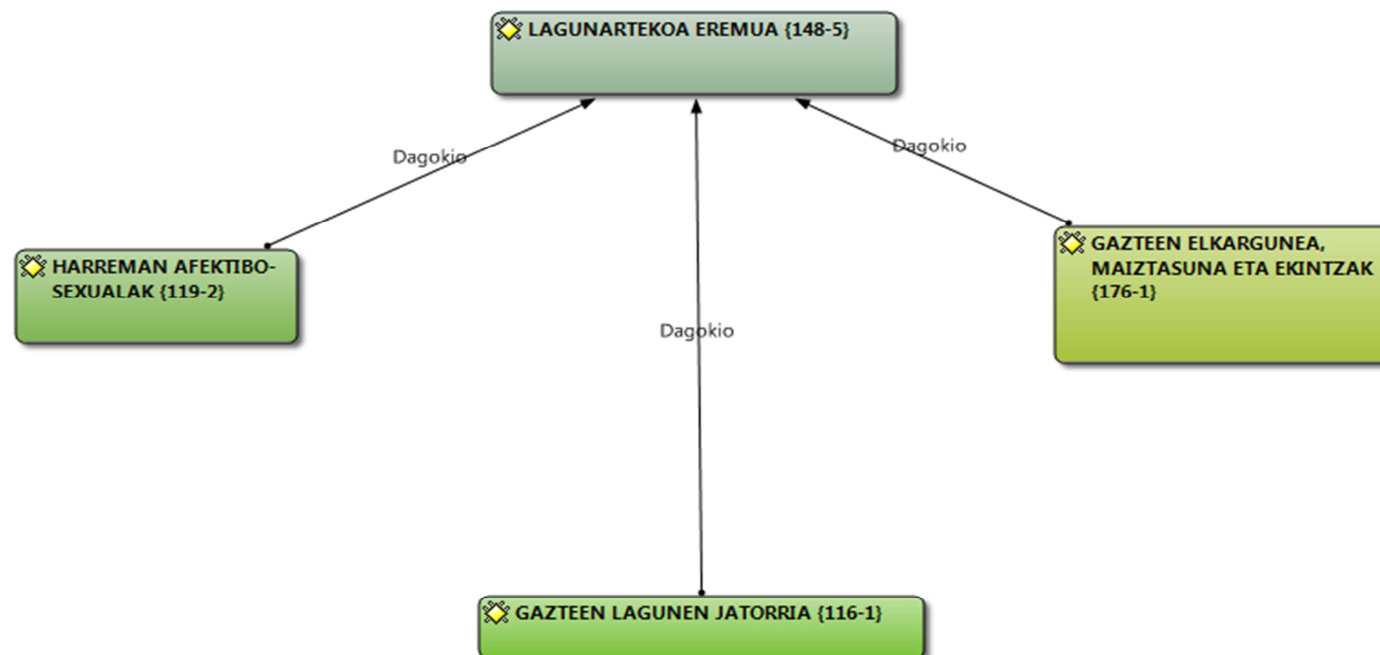 LAGUNARTEKOA EREMUA {148-5}
Dagokio
Dagokio
HARREMAN AFEKTIBO-
SEXUALAK {119-2}
GAZTEEN ELKARGUNEA,
MAIZTASUNA ETA EKINTZAK
{176-1}
Dagokio
GAZTEEN LAGUNEN JATORRIA {116-1}